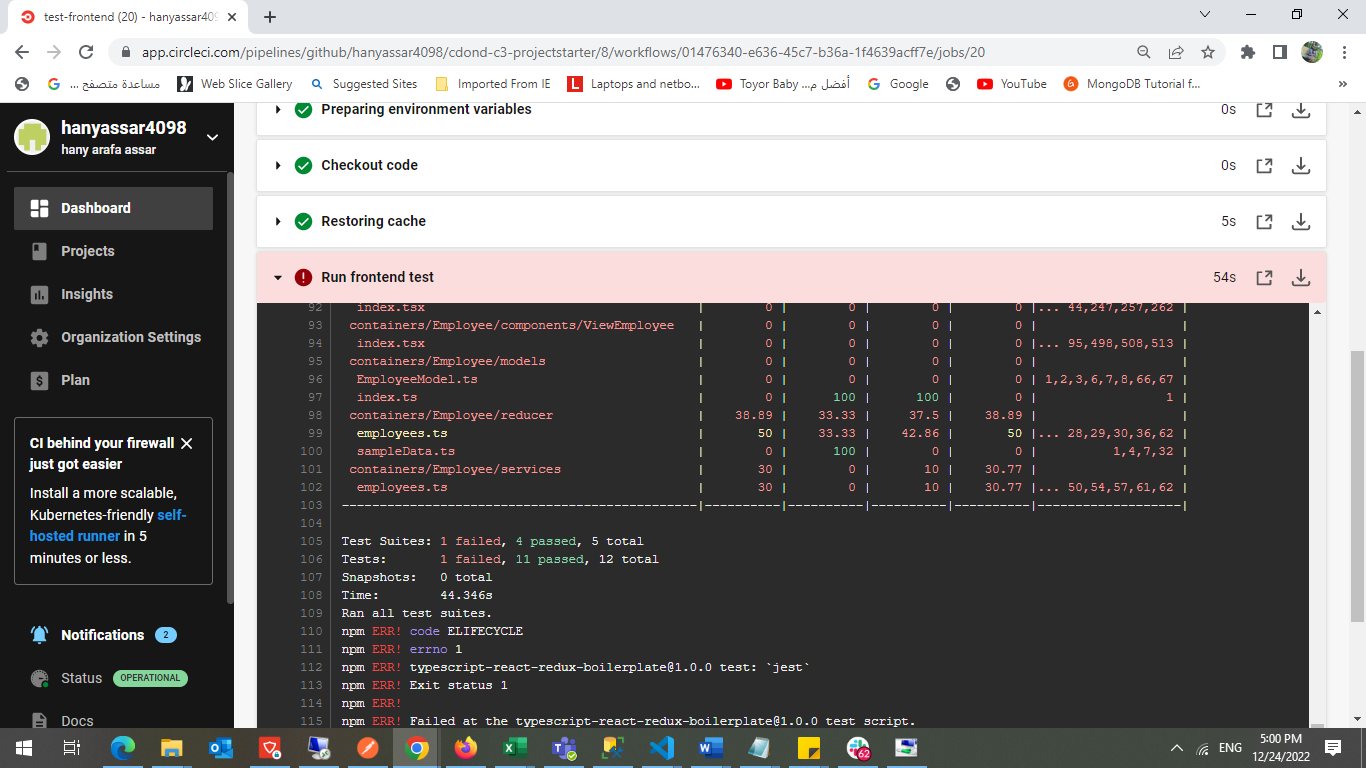 test-frontend (20) - hanyassar409
app.circleci.com/pipelines/github/hanyassar4098/cdond-c3-projectstarter/8/workflows/01476340-e636-45c7-b36a-1f4639acff7e/jobs/20
مساعدة متصفح ... Web Slice Gallery Suggested Sites Imported From IE Laptops and netbo... Toyor Baby ...أفضل م Google YouTube MongoDB Tutorial f... »
hanyassar4098
hany arafa assar
Dashboard
Projects
Insights
Organization Settings
Plan
CI behind your firewall
just got easier
Install a more scalable,
Kubernetes-friendly self-
hosted runner in 5
minutes or less.
Notifications 2
Status OPERATIONAL
Docs
Preparing environment variables 0s
Checkout code 0s
Restoring cache 5s
Run frontend test 54s
92 index.tsx | 0 | 0 | 0 | 0 |... 44,247,257,262 |
93 containers/Employee/components/ViewEmployee | 0 | 0 | 0 | 0 | |
94 index.tsx | 0 | 0 | 0 | 0 |... 95,498,508,513 |
95 containers/Employee/models | 0 | 0 | 0 | 0 | |
96 EmployeeModel.ts | 0 | 0 | 0 | 0 | 1,2,3,6,7,8,66,67 |
97 index.ts | 0 | 100 | 100 | 0 | 1 |
98 containers/Employee/reducer | 38.89 | 33.33 | 37.5 | 38.89 | |
99 employees.ts | 50 | 33.33 | 42.86 | 50 |... 28,29,30,36,62 |
100 sampleData.ts | 0 | 100 | 0 | 0 | 1,4,7,32 |
101 containers/Employee/services | 30 | 0 | 10 | 30.77 | |
102 employees.ts | 30 | 0 | 10 | 30.77 |... 50,54,57,61,62 |
103 -----------------------------------------------|----------|----------|----------|----------|-------------------|
104
105 Test Suites: 1 failed, 4 passed, 5 total
106 Tests: 1 failed, 11 passed, 12 total
107 Snapshots: 0 total
108 Time: 44.346s
109 Ran all test suites.
110 npm ERR! code ELIFECYCLE
111 npm ERR! errno 1
112 npm ERR! typescript-react-redux-boilerplate@1.0.0 test: `jest`
113 npm ERR! Exit status 1
114 npm ERR!
115 npm ERR! Failed at the typescript-react-redux-boilerplate@1.0.0 test script.
62
ENG
5:00 PM
12/24/2022